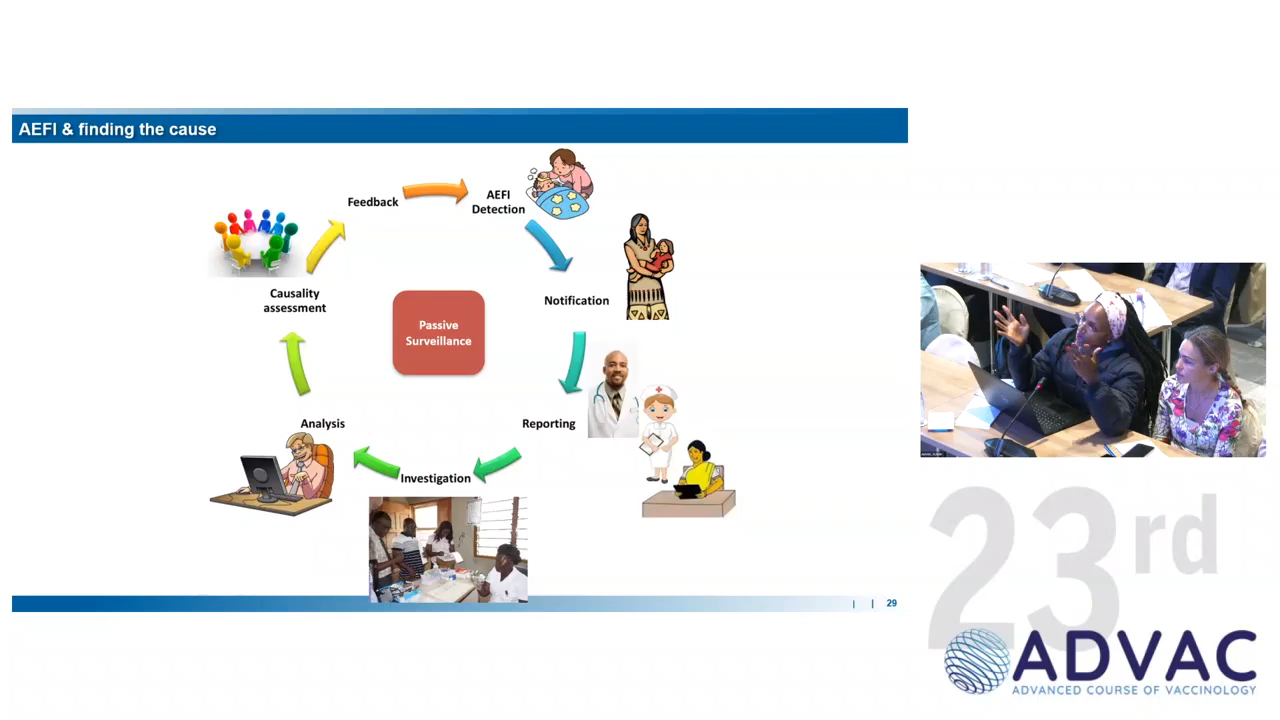 AEFI & finding the cause
Feedback
AEFI
Detection
Notification
Causality
assessment
Passive
Surveillance
Analysis
Reporting
Investigation
29
23rd
ADVAC
ADVANCED COURSE OF VACCINOLOGY